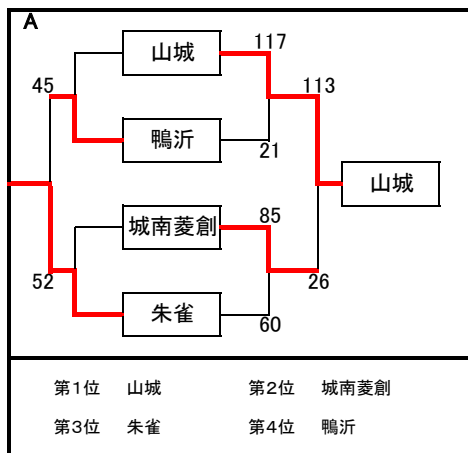 A
山城 117
45 113
鴨沂 21
山城
城南菱創 85
52 26
朱雀 60
第1位 山城 第2位 城南菱創
第3位 朱雀 第4位 鴨沂